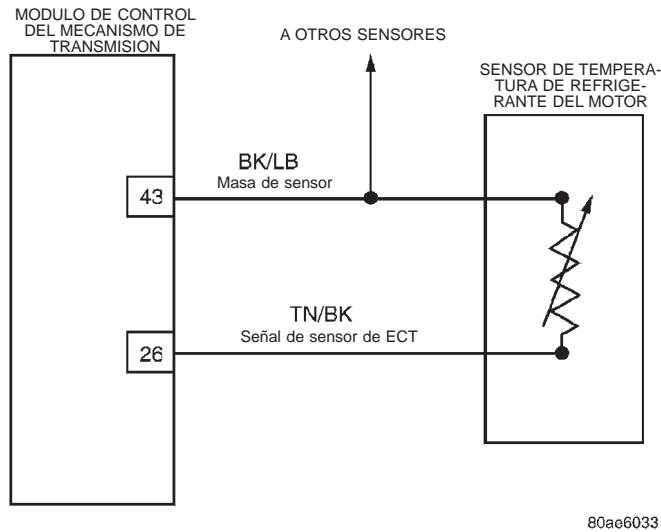 MODULO DE CONTROL
DEL MECANISMO DE
TRANSMISION
A OTROS SENSORES
SENSOR DE TEMPERA-
TURA DE REFRIGE-
RANTE DEL MOTOR
BK/LB
Masa de sensor
43
TN/BK
Señal de sensor de ECT
26
80ae6033